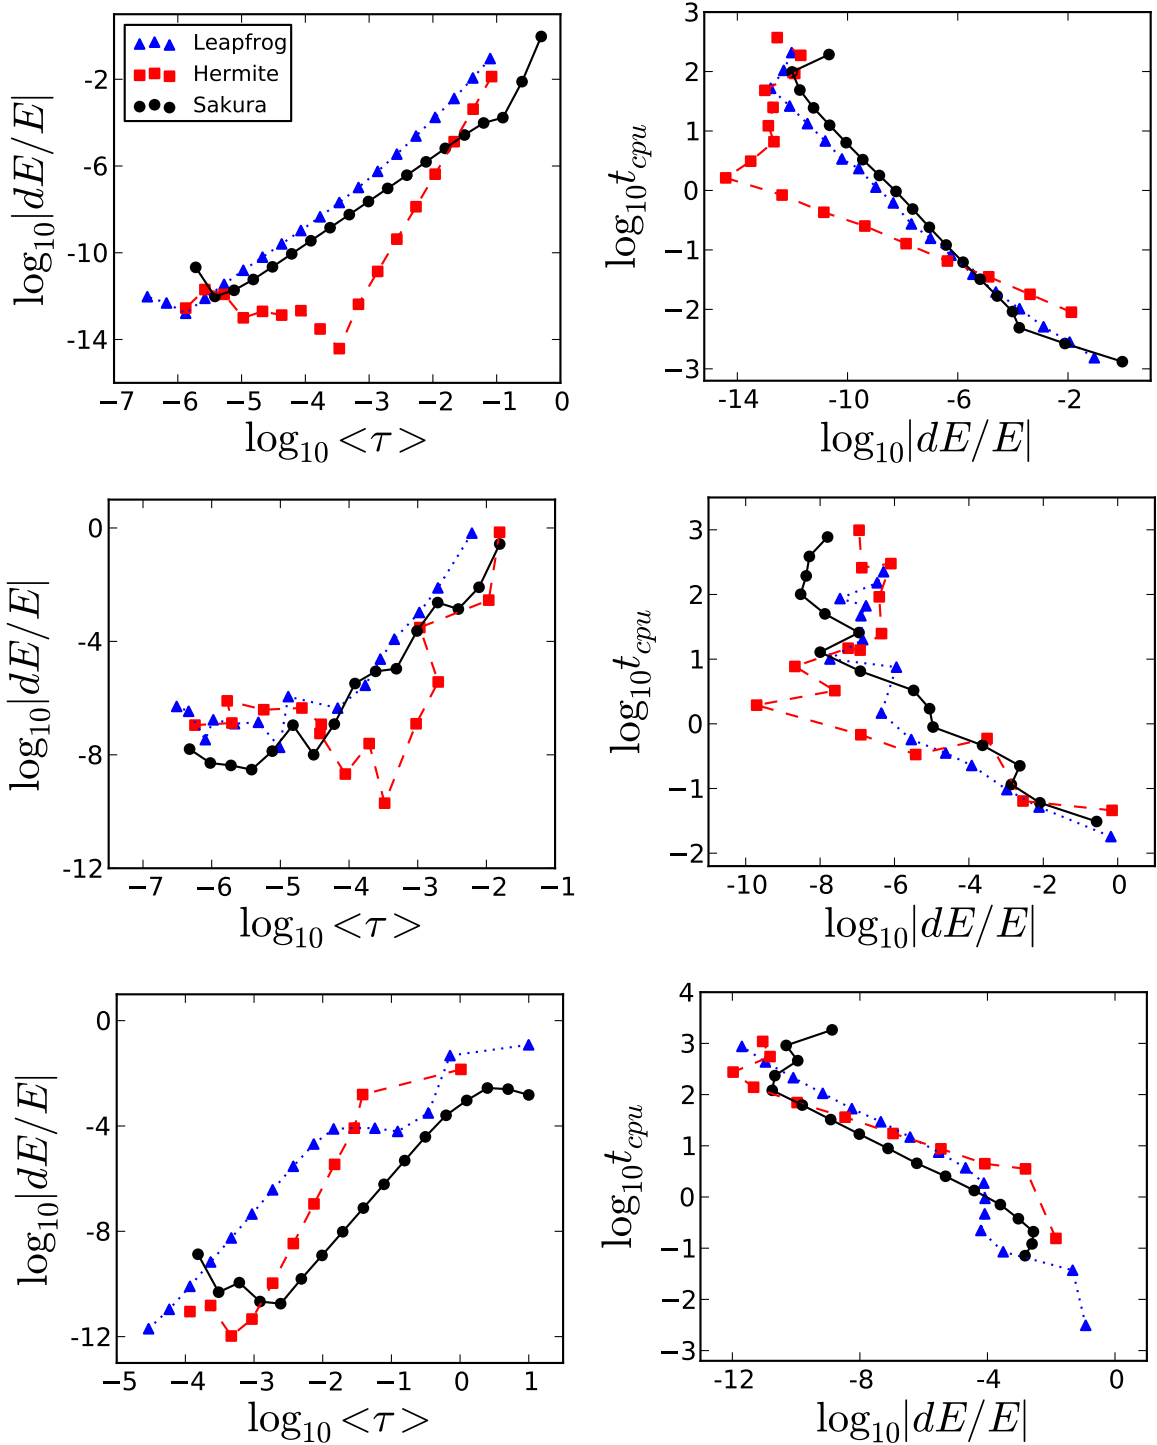 Leapfrog
Hermite
Sakura
log₁₀|dE/E|
-2
-6
-10
-14
−7 −6 −5 −4 −3 −2 −1 0
log₁₀ <τ>
log₁₀t_cpu
3
2
1
0
−1
−2
−3
-14 -10 -6 -2
log₁₀|dE/E|
log₁₀|dE/E|
0
-4
-8
-12
−7 −6 −5 −4 −3 −2 −1
log₁₀ <τ>
log₁₀t_cpu
3
2
1
0
−1
−2
-10 -8 -6 -4 -2 0
log₁₀|dE/E|
log₁₀|dE/E|
0
-4
-8
-12
−5 −4 −3 −2 −1 0 1
log₁₀ <τ>
log₁₀t_cpu
4
3
2
1
0
−1
−2
−3
-12 -8 -4 0
log₁₀|dE/E|